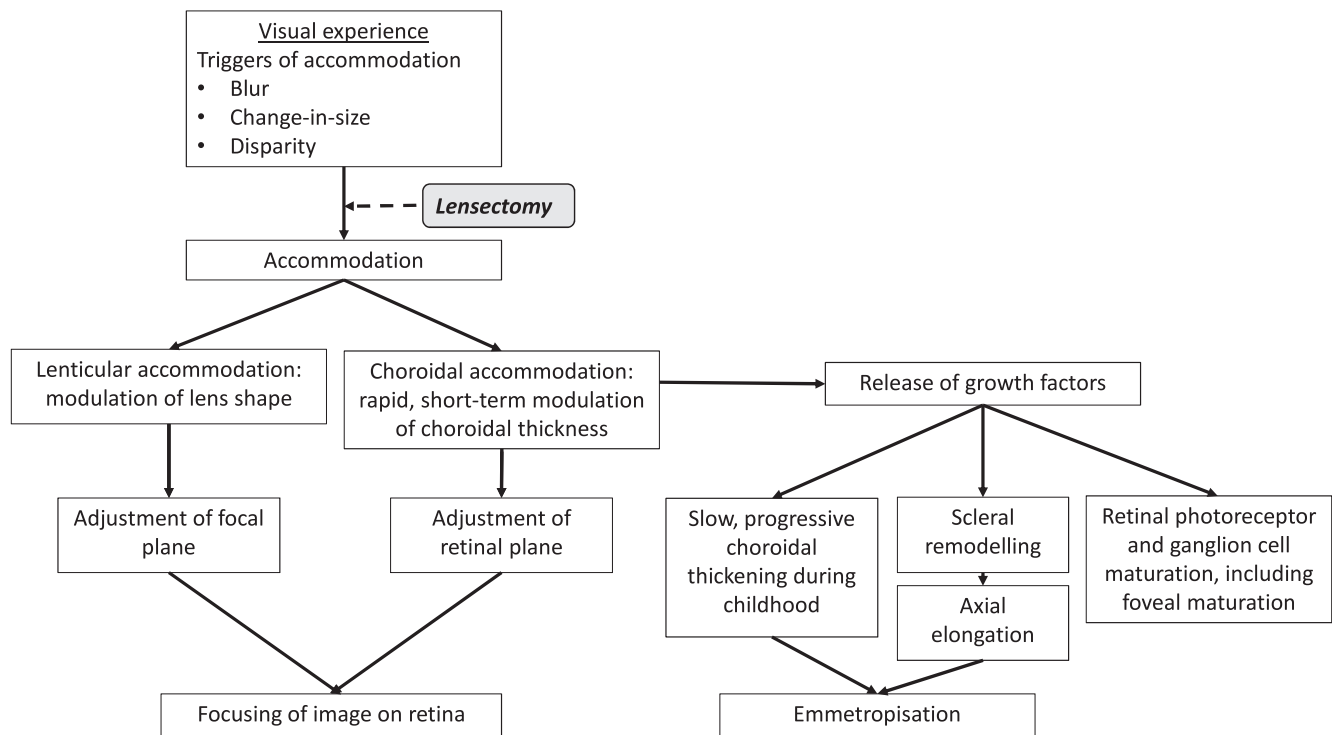 Visual experience
Triggers of accommodation
• Blur
• Change-in-size
• Disparity
Lensectomy
Accommodation
Lenticular accommodation:
modulation of lens shape
Choroidal accommodation:
rapid, short-term modulation
of choroidal thickness
Release of growth factors
Adjustment of focal
plane
Adjustment of
retinal plane
Slow, progressive
choroidal
thickening during
childhood
Scleral
remodelling
Axial
elongation
Retinal photoreceptor
and ganglion cell
maturation, including
foveal maturation
Focusing of image on retina
Emmetropisation